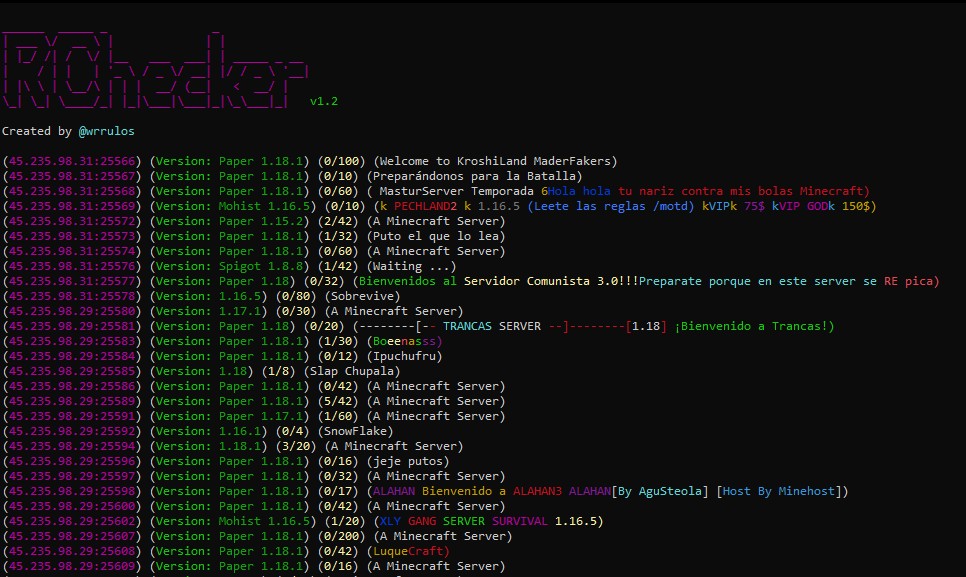 RChecker
v1.2
Created by @wrrulos
(45.235.98.31:25566) (Version: Paper 1.18.1) (0/100) (Welcome to KroshiLand MaderFakers)
(45.235.98.31:25567) (Version: Paper 1.18.1) (0/10) (Preparándonos para la Batalla)
(45.235.98.31:25568) (Version: Paper 1.18.1) (0/60) ( MasturServer Temporada 6Hola hola tu nariz contra mis bolas Minecraft)
(45.235.98.31:25569) (Version: Mohist 1.16.5) (0/10) (k PECHLAND2 k 1.16.5 (Leete las reglas /motd) kVIPk 75$ kVIP GODk 150$)
(45.235.98.31:25572) (Version: Paper 1.15.2) (2/42) (A Minecraft Server)
(45.235.98.31:25573) (Version: Paper 1.18.1) (1/32) (Puto el que lo lea)
(45.235.98.31:25574) (Version: Paper 1.18.1) (0/60) (A Minecraft Server)
(45.235.98.31:25576) (Version: Spigot 1.8.8) (1/42) (Waiting ...)
(45.235.98.31:25577) (Version: Paper 1.18) (0/32) (Bienvenidos al Servidor Comunista 3.0!!!Preparate porque en este server se RE pica)
(45.235.98.31:25578) (Version: 1.16.5) (0/80) (Sobrevive)
(45.235.98.29:25580) (Version: 1.17.1) (0/30) (A Minecraft Server)
(45.235.98.29:25581) (Version: Paper 1.18) (0/20) (--------[-- TRANCAS SERVER --]--------[1.18] ¡Bienvenido a Trancas!)
(45.235.98.29:25583) (Version: Paper 1.18.1) (1/30) (Boeenasss)
(45.235.98.29:25584) (Version: Paper 1.18.1) (0/12) (Ipuchufru)
(45.235.98.29:25585) (Version: 1.18) (1/8) (Slap Chupala)
(45.235.98.29:25586) (Version: Paper 1.18.1) (0/42) (A Minecraft Server)
(45.235.98.29:25589) (Version: Paper 1.18.1) (5/42) (A Minecraft Server)
(45.235.98.29:25591) (Version: Paper 1.17.1) (1/60) (A Minecraft Server)
(45.235.98.29:25592) (Version: 1.16.1) (0/4) (SnowFlake)
(45.235.98.29:25594) (Version: 1.18.1) (3/20) (A Minecraft Server)
(45.235.98.29:25596) (Version: Paper 1.18.1) (0/16) (jeje putos)
(45.235.98.29:25597) (Version: Paper 1.18.1) (0/32) (A Minecraft Server)
(45.235.98.29:25598) (Version: Paper 1.18.1) (0/17) (ALAHAN Bienvenido a ALAHAN3 ALAHAN[By AguSteola] [Host By Minehost])
(45.235.98.29:25600) (Version: Paper 1.18.1) (0/42) (A Minecraft Server)
(45.235.98.29:25602) (Version: Mohist 1.16.5) (1/20) (XLY GANG SERVER SURVIVAL 1.16.5)
(45.235.98.29:25607) (Version: Paper 1.18.1) (0/200) (A Minecraft Server)
(45.235.98.29:25608) (Version: Paper 1.18.1) (0/42) (LuqueCraft)
(45.235.98.29:25609) (Version: Paper 1.18.1) (0/16) (A Minecraft Server)